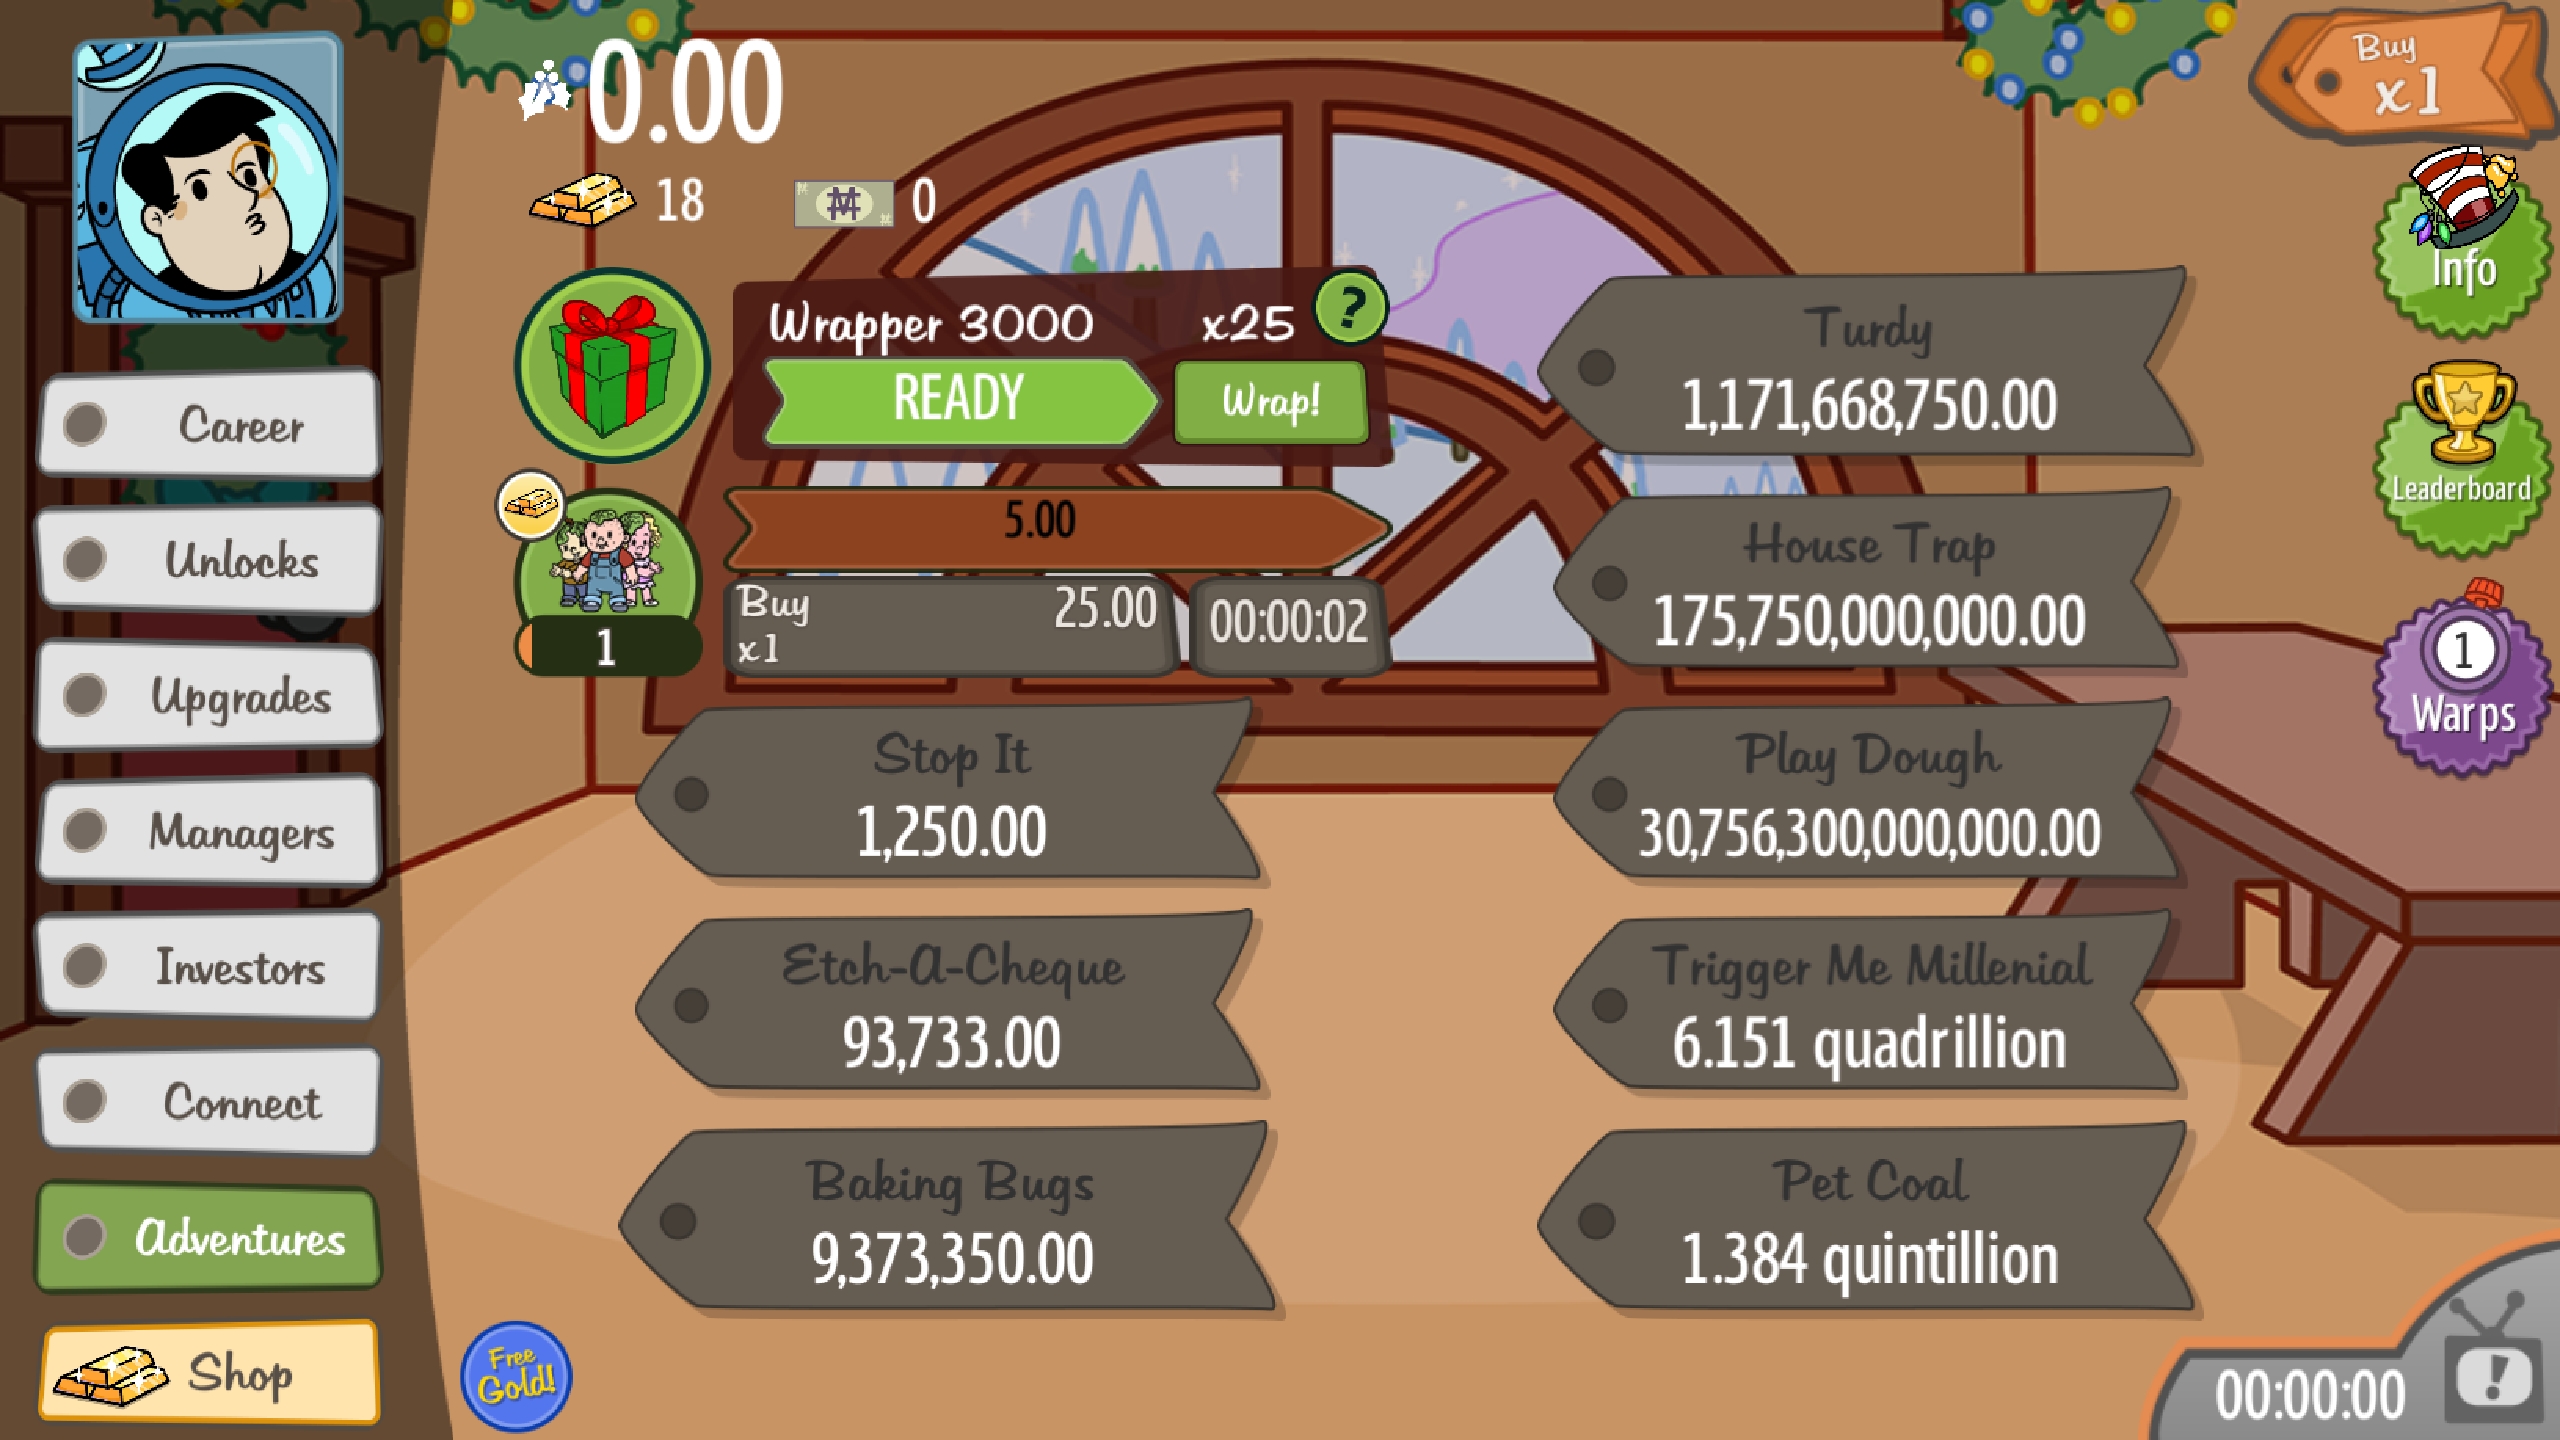 0.00
18
0
Buy
x1
Info
Leaderboard
1
Warps
Career
Unlocks
Upgrades
Managers
Investors
Connect
Adventures
Shop
Free
Gold!
Wrapper 3000 x25 ?
READY Wrap!
5.00
1
Buy 25.00
x1
00:00:02
Stop It
1,250.00
Etch-A-Cheque
93,733.00
Baking Bugs
9,373,350.00
Turdy
1,171,668,750.00
House Trap
175,750,000,000.00
Play Dough
30,756,300,000,000.00
Trigger Me Millenial
6.151 quadrillion
Pet Coal
1.384 quintillion
00:00:00
!